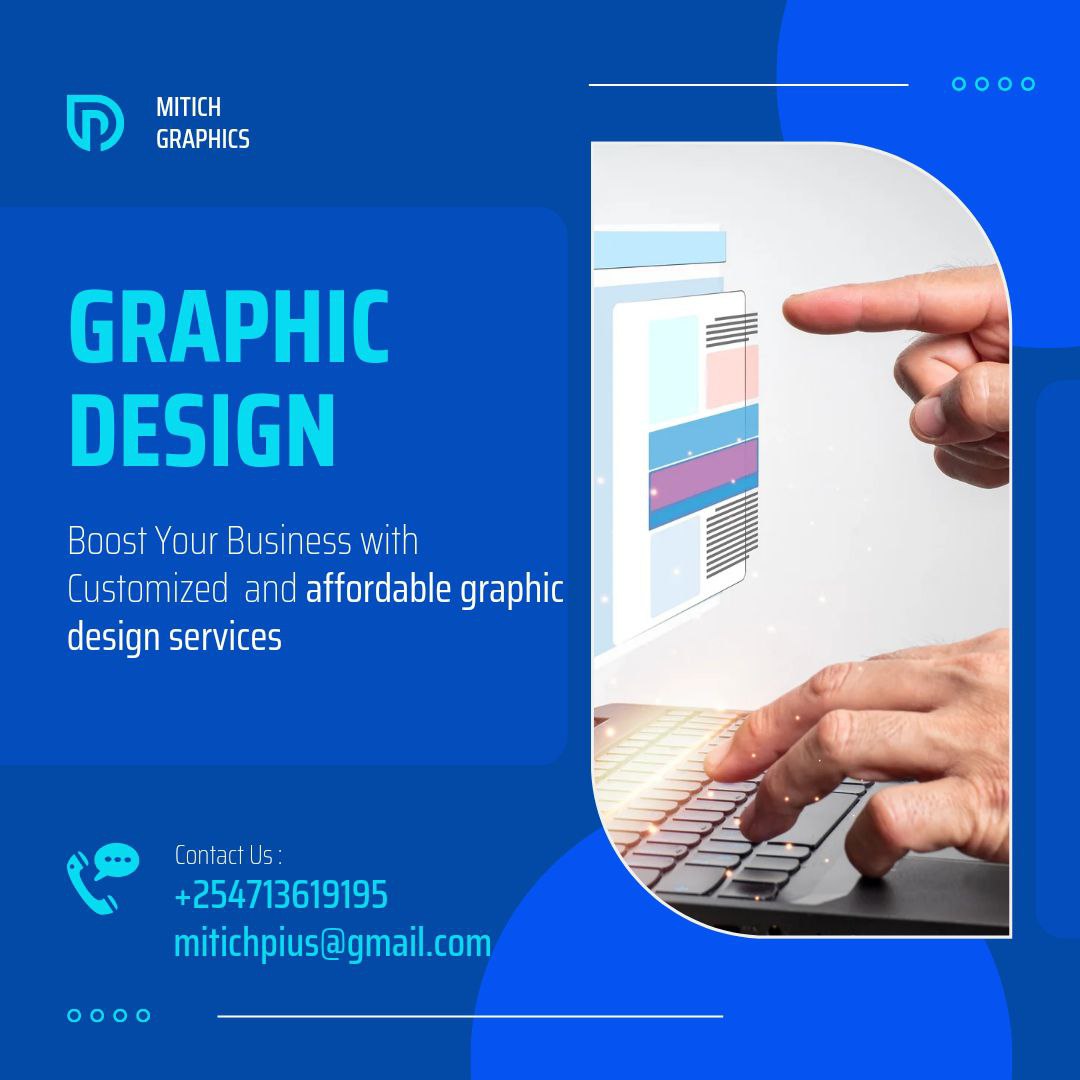 MITICH
GRAPHICS
GRAPHIC
DESIGN
Boost Your Business with
Customized  and affordable graphic
design services
Contact Us :
+254713619195
mitichpius@gmail.com